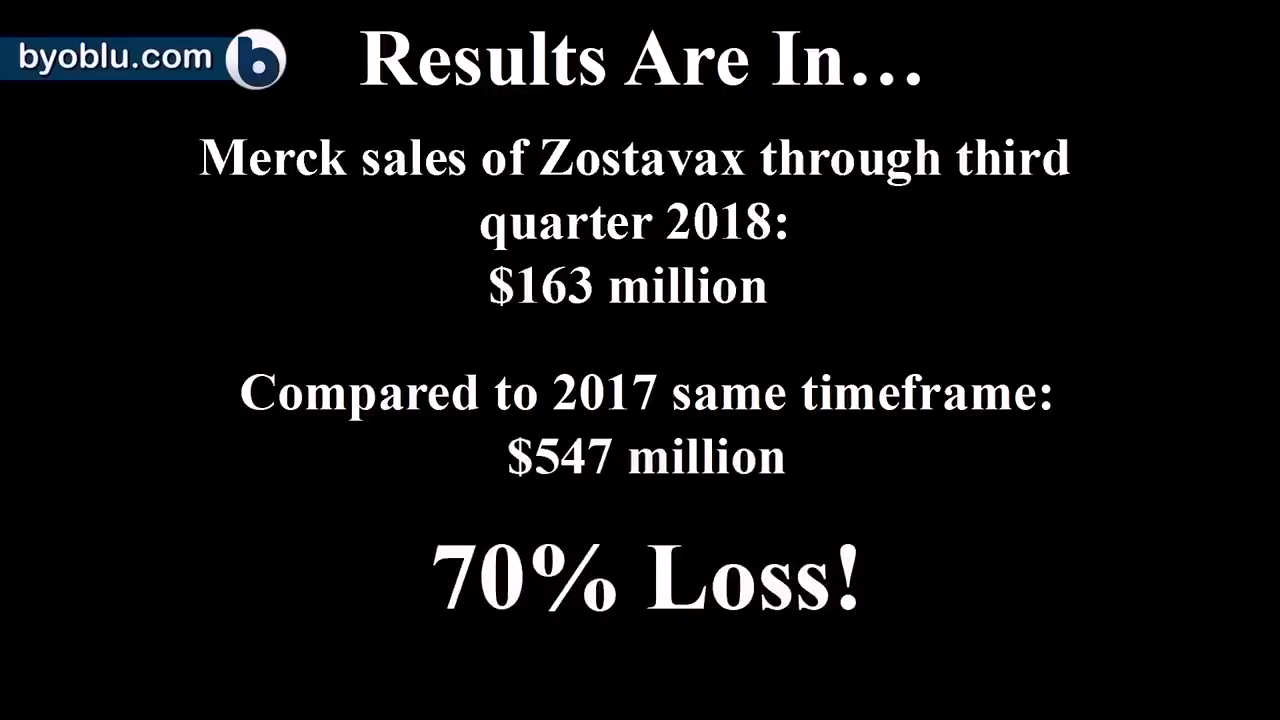 byoblu.com b
Results Are In…
Merck sales of Zostavax through third
quarter 2018:
$163 million
Compared to 2017 same timeframe:
$547 million
70% Loss!